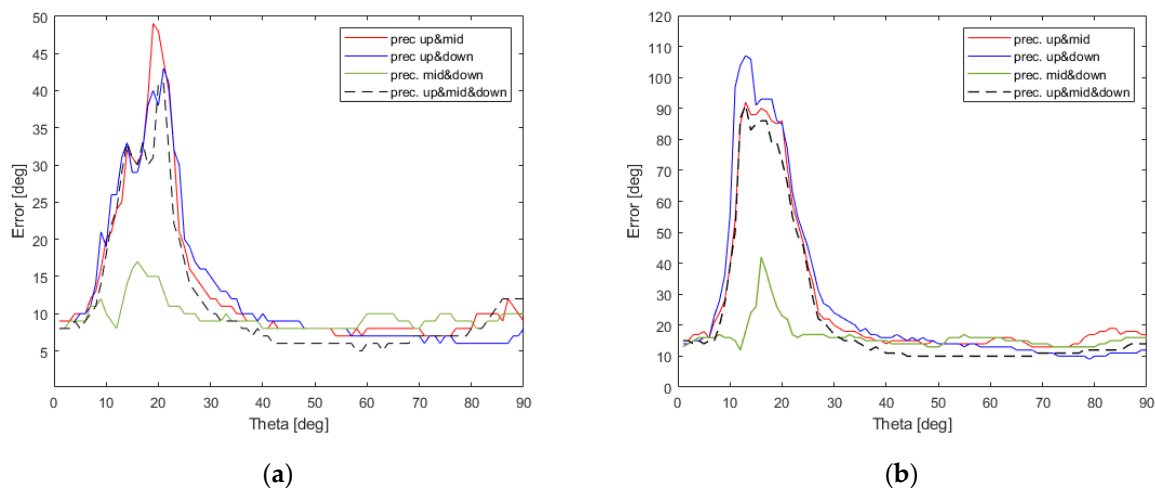 50
45
40
35
30
25
20
15
10
5
0
Error [deg]
0 10 20 30 40 50 60 70 80 90
Theta [deg]
prec up&mid
prec up&down
prec. mid&down
prec. up&mid&down
(a)
120
110
100
90
80
70
60
50
40
30
20
10
0
Error [deg]
0 10 20 30 40 50 60 70 80 90
Theta [deg]
prec. up&mid
prec. up&down
prec. mid&down
prec. up&mid&down
(b)